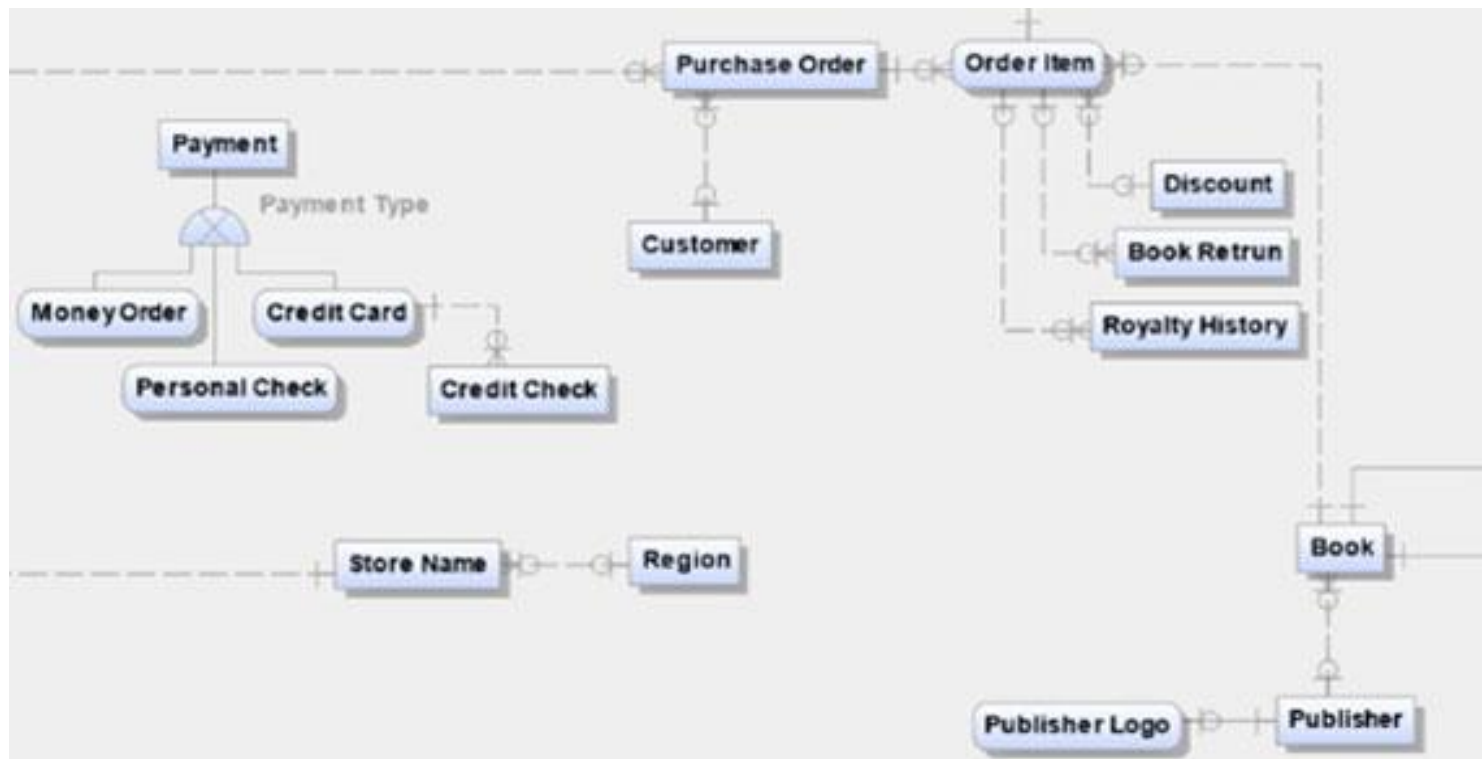 Purchase Order
Order Item
Payment
Payment Type
Discount
Customer
Book Retrun
Money Order
Credit Card
Royalty History
Personal Check
Credit Check
Store Name
Region
Book
Publisher Logo
Publisher